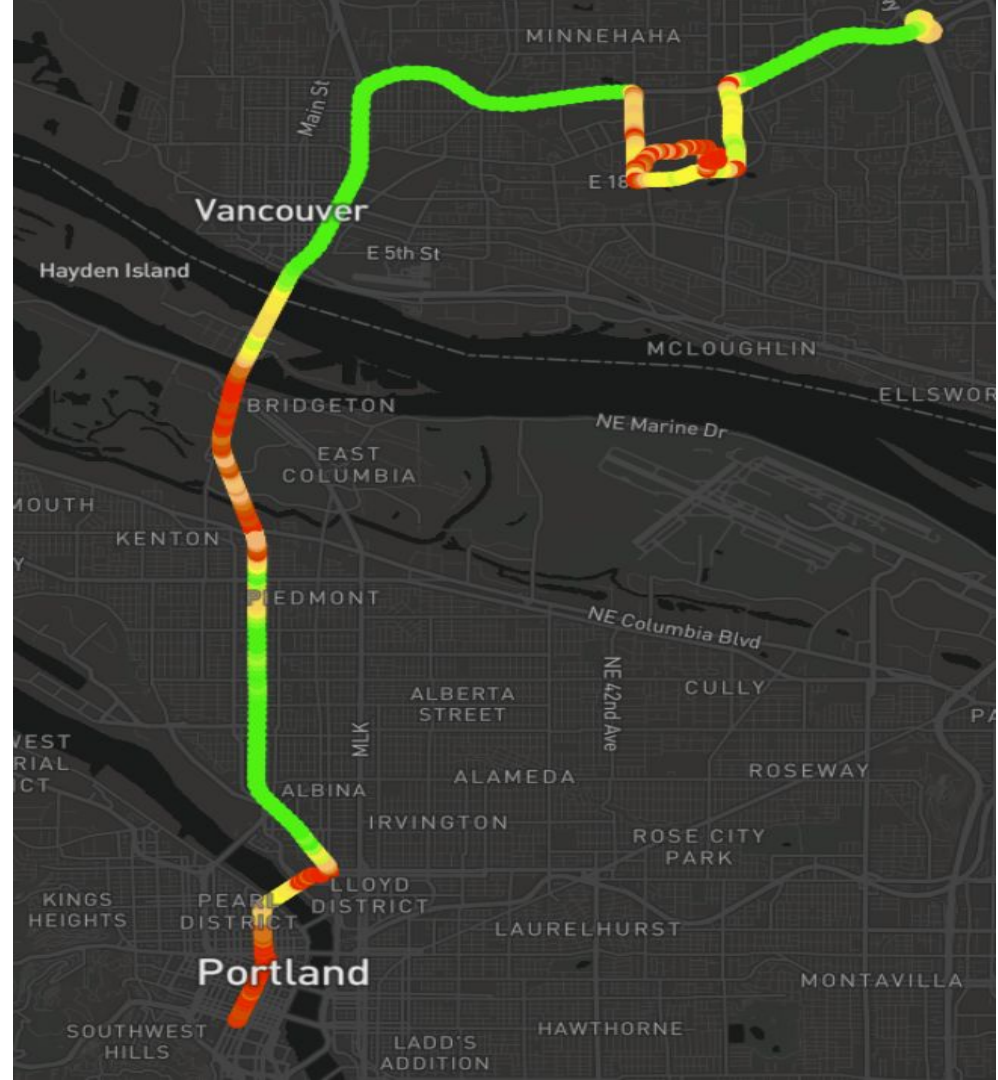 MINNEHAHA
Main St
E 18
Vancouver
E 5th St
Hayden Island
MCLOUGHLIN
ELLSWOR
BRIDGETON
NE Marine Dr
EAST
COLUMBIA
MOUTH
KENTON
Y
PIEDMONT
NE Columbia Blvd
NE 42nd Ave
CULLY
ALBERTA
STREET
PA
MLK
WEST
RIAL
ICT
ALBINA
ALAMEDA
ROSEWAY
IRVINGTON
ROSE CITY
PARK
LLOYD
DISTRICT
KINGS
HEIGHTS
PEARL
DISTRICT
LAURELHURST
Portland
MONTAVILLA
SOUTHWEST
HILLS
HAWTHORNE
LADD'S
ADDITION